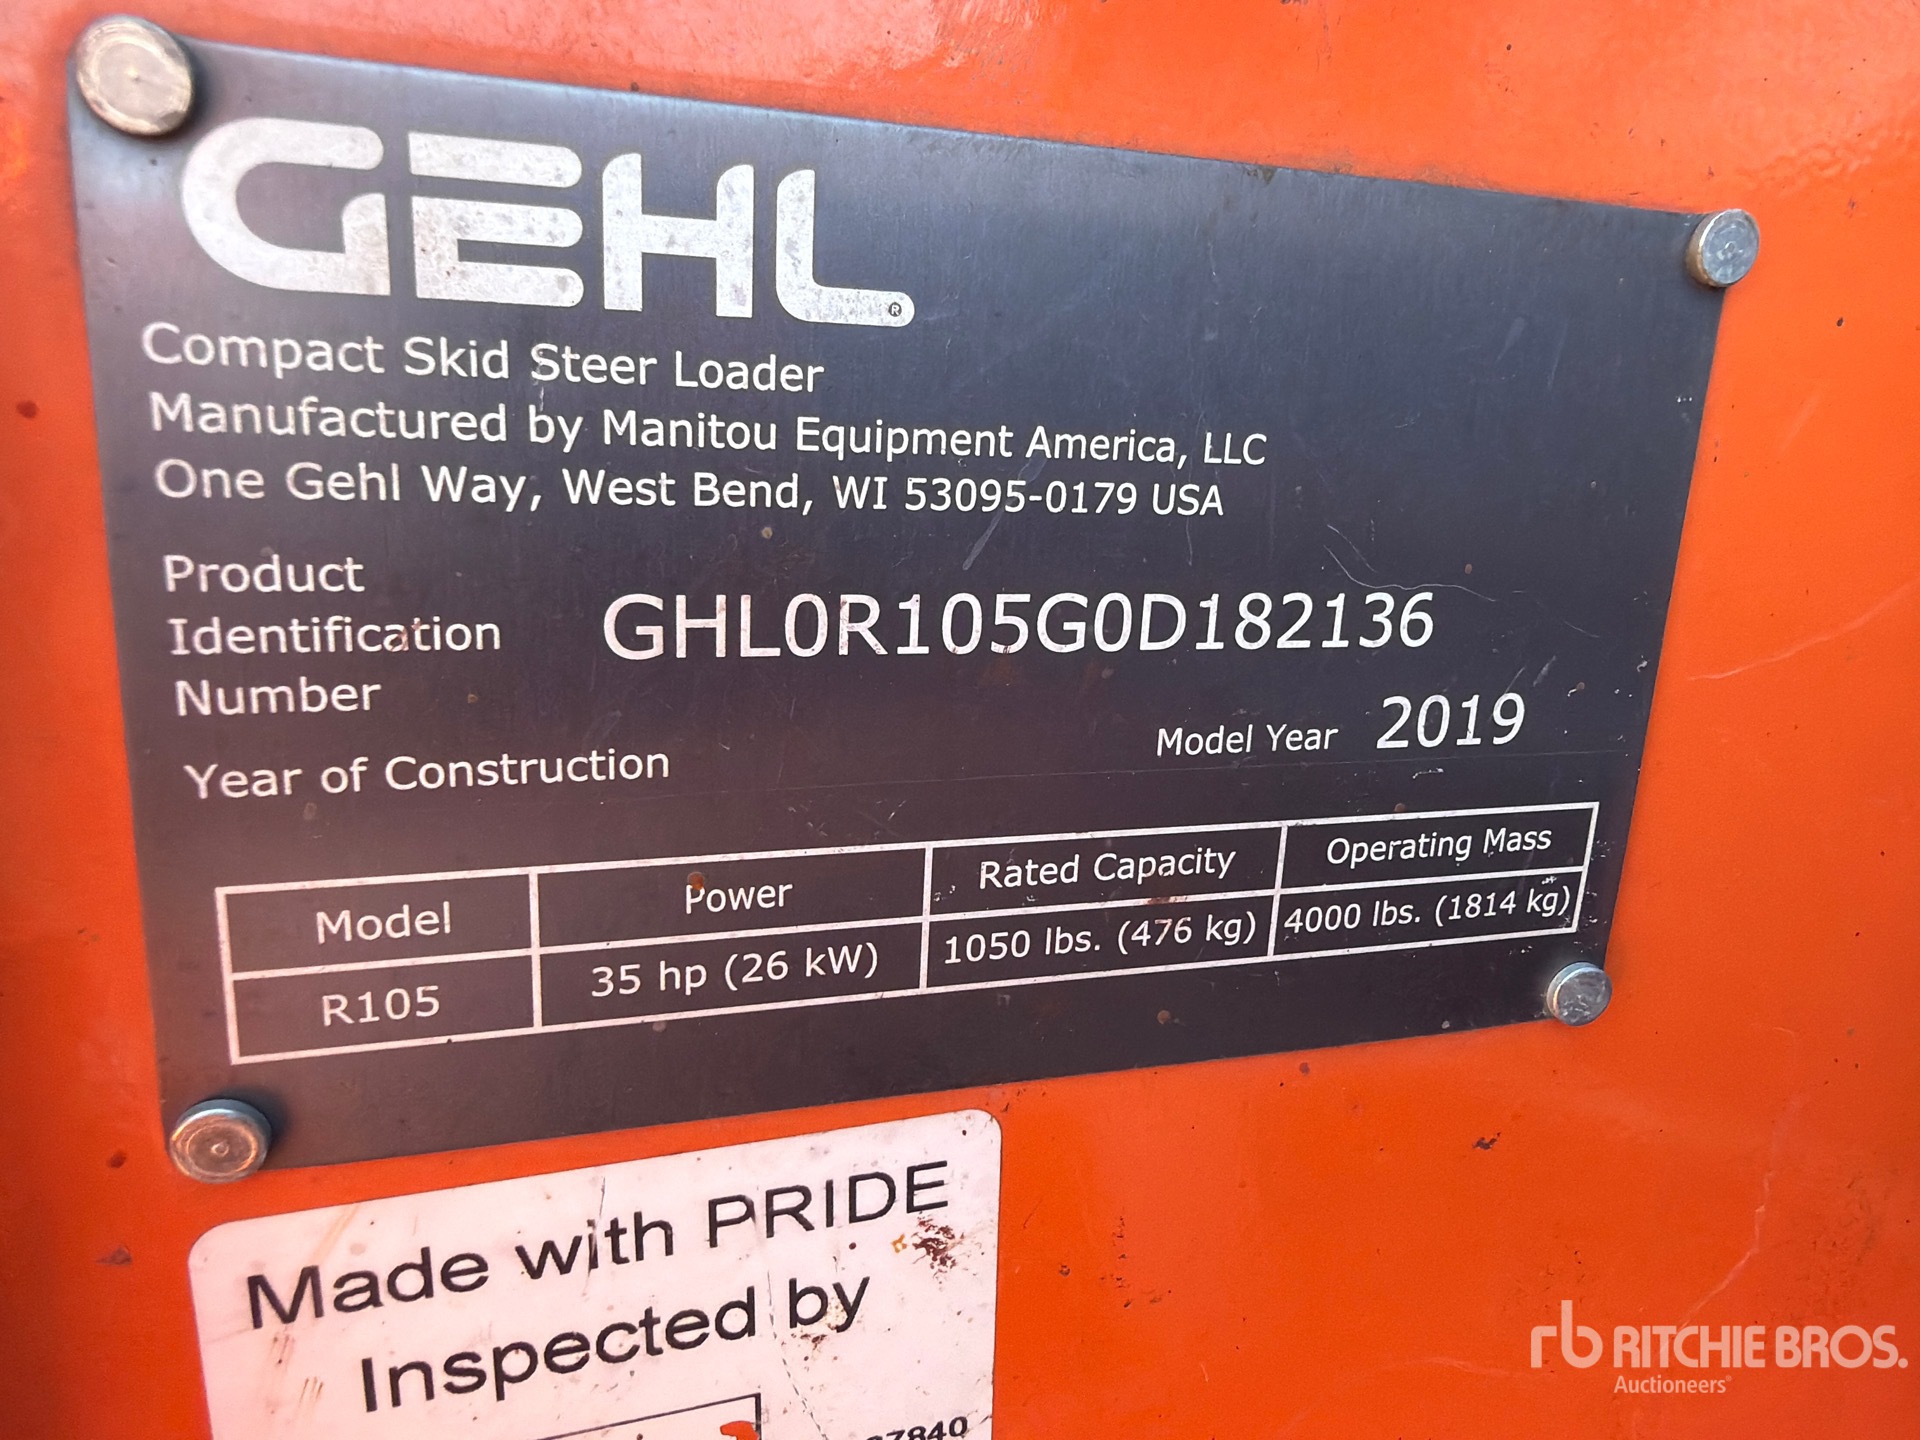 GEHL®
Compact Skid Steer Loader
Manufactured by Manitou Equipment America, LLC
One Gehl Way, West Bend, WI 53095-0179 USA
Product
Identification
Number
GHL0R105G0D182136
Model Year 2019
Year of Construction
Model Power Rated Capacity Operating Mass
R105 35 hp (26 kW) 1050 lbs. (476 kg) 4000 lbs. (1814 kg)
Made with PRIDE
Inspected by
rb RITCHIE BROS.
Auctioneers